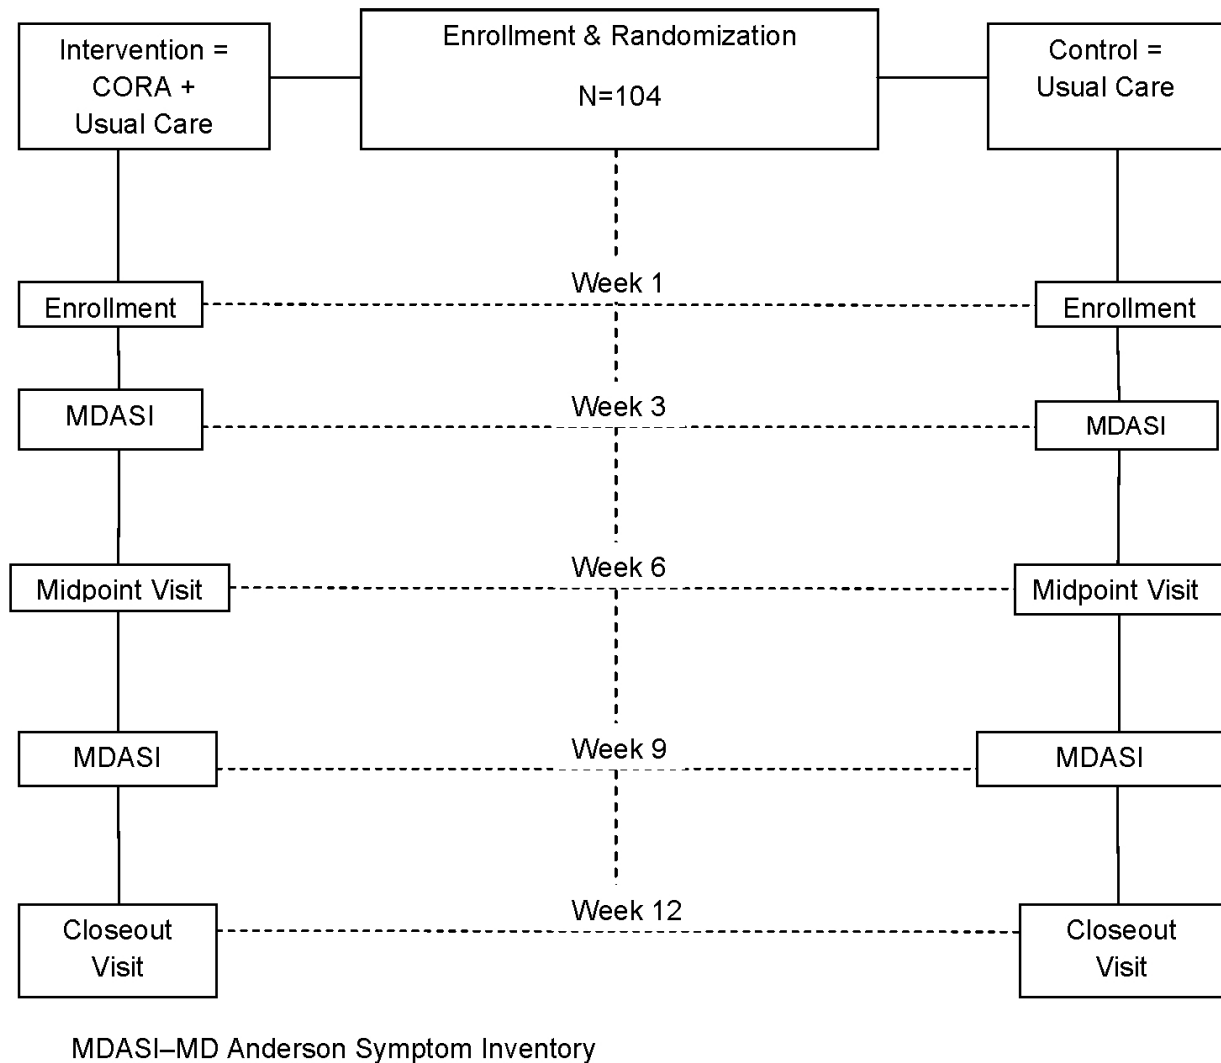 Intervention =
CORA +
Usual Care
Enrollment & Randomization
N=104
Control =
Usual Care
Week 1
Enrollment
Enrollment
Week 3
MDASI
MDASI
Week 6
Midpoint Visit
Midpoint Visit
Week 9
MDASI
MDASI
Week 12
Closeout
Visit
Closeout
Visit
MDASI–MD Anderson Symptom Inventory